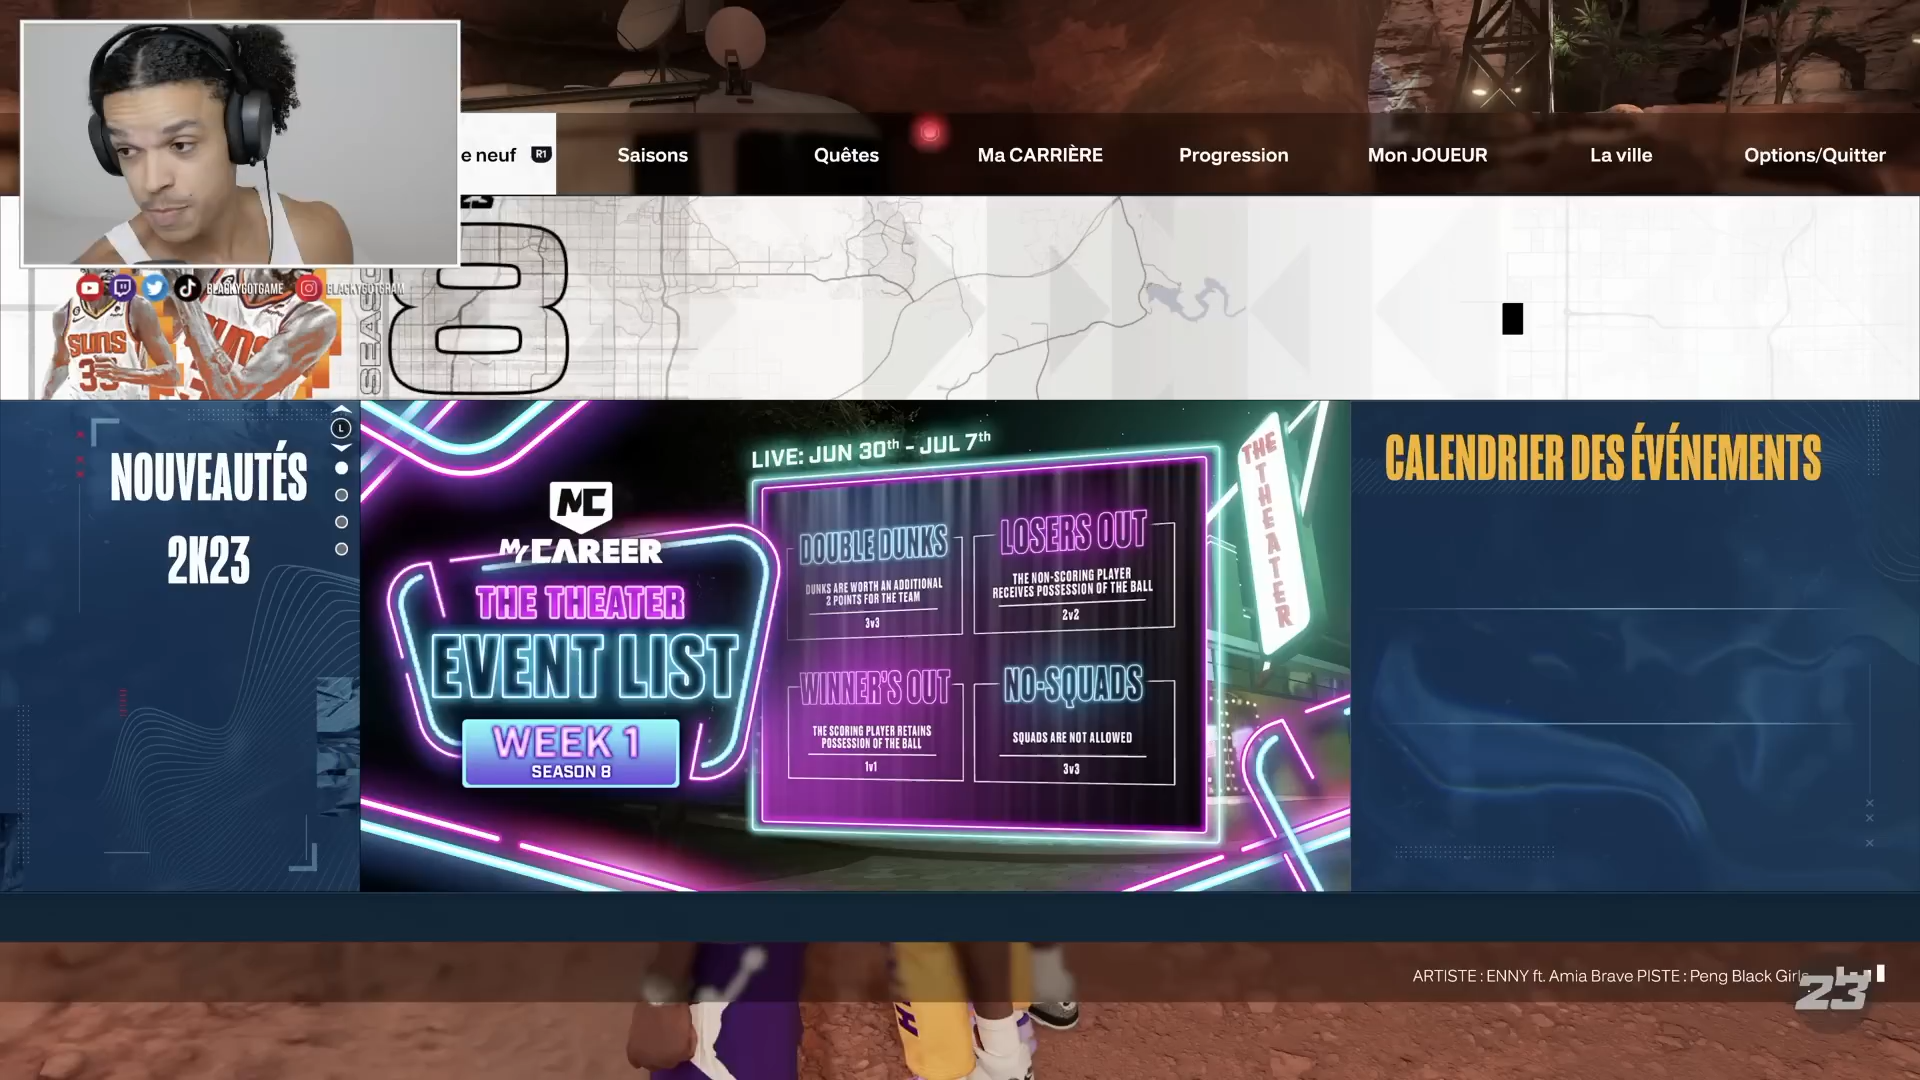 e neuf R1
Saisons
Quêtes
Ma CARRIÈRE
Progression
Mon JOUEUR
La ville
Options/Quitter
8
BLACKYGOTGAME
BLACKYGOTSHAM
SUNS
35
L
NOUVEAUTÉS
2K23
LIVE: JUN 30th - JUL 7th
MC
MyCAREER
THE THEATER
EVENT LIST
WEEK 1
SEASON 8
DOUBLE DUNKS
DUNKS ARE WORTH AN ADDITIONAL
2 POINTS FOR THE TEAM
3v3
LOSERS OUT
THE NON-SCORING PLAYER
RECEIVES POSSESSION OF THE BALL
2v2
WINNER'S OUT
THE SCORING PLAYER RETAINS
POSSESSION OF THE BALL
1v1
NO-SQUADS
SQUADS ARE NOT ALLOWED
3v3
THE THEATER
CALENDRIER DES ÉVÉNEMENTS
ARTISTE : ENNY ft. Amia Brave PISTE : Peng Black Girls
23